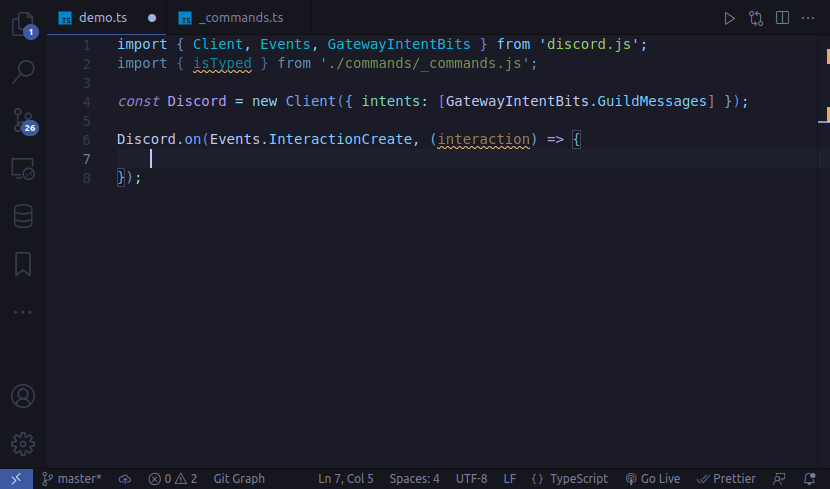 demo.ts
_commands.ts
1 import { Client, Events, GatewayIntentBits } from 'discord.js';
2 import { isTyped } from './commands/_commands.js';
3
4 const Discord = new Client({ intents: [GatewayIntentBits.GuildMessages] });
5
6 Discord.on(Events.InteractionCreate, (interaction) => {
7
8 });
1
26
master* 0 2 Git Graph Ln 7, Col 5 Spaces: 4 UTF-8 LF {} TypeScript Go Live Prettier